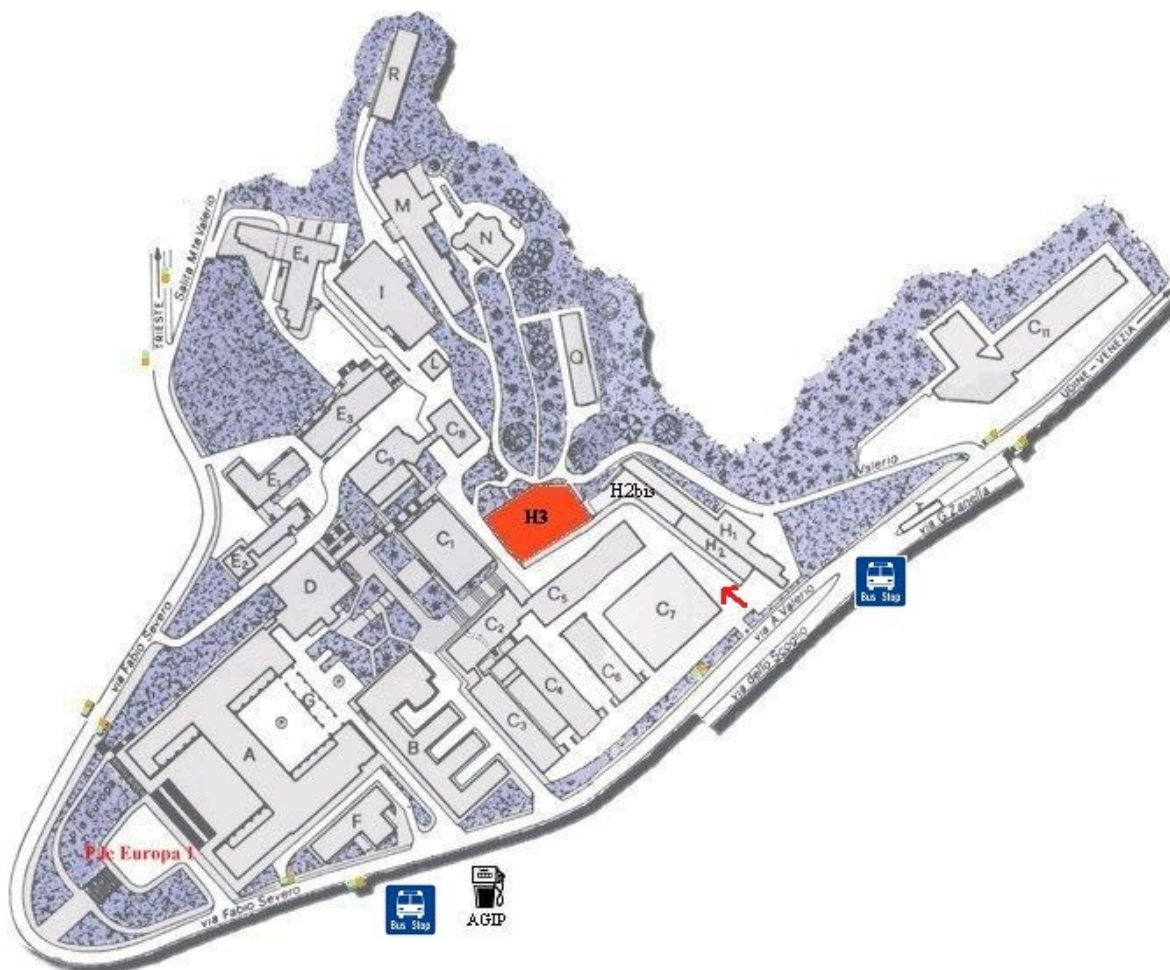 R
M
N
Salita Mte Valerio
E4
I
TRIESTE
L
Q
C11
UDINE - VENEZIA
E3
C8
C9
A Valerio
E1
H2bis
H3
via G. Zanella
H1
C1
H2
E2
D
C5
Bus Stop
C7
via A. Valerio
C2
via Fabio Severo
via dello Scoglio
G
C6
C4
P
C3
A
B
P.le Europa
F
P.le Europa 1
via Fabio Severo
Bus Stop
AGIP